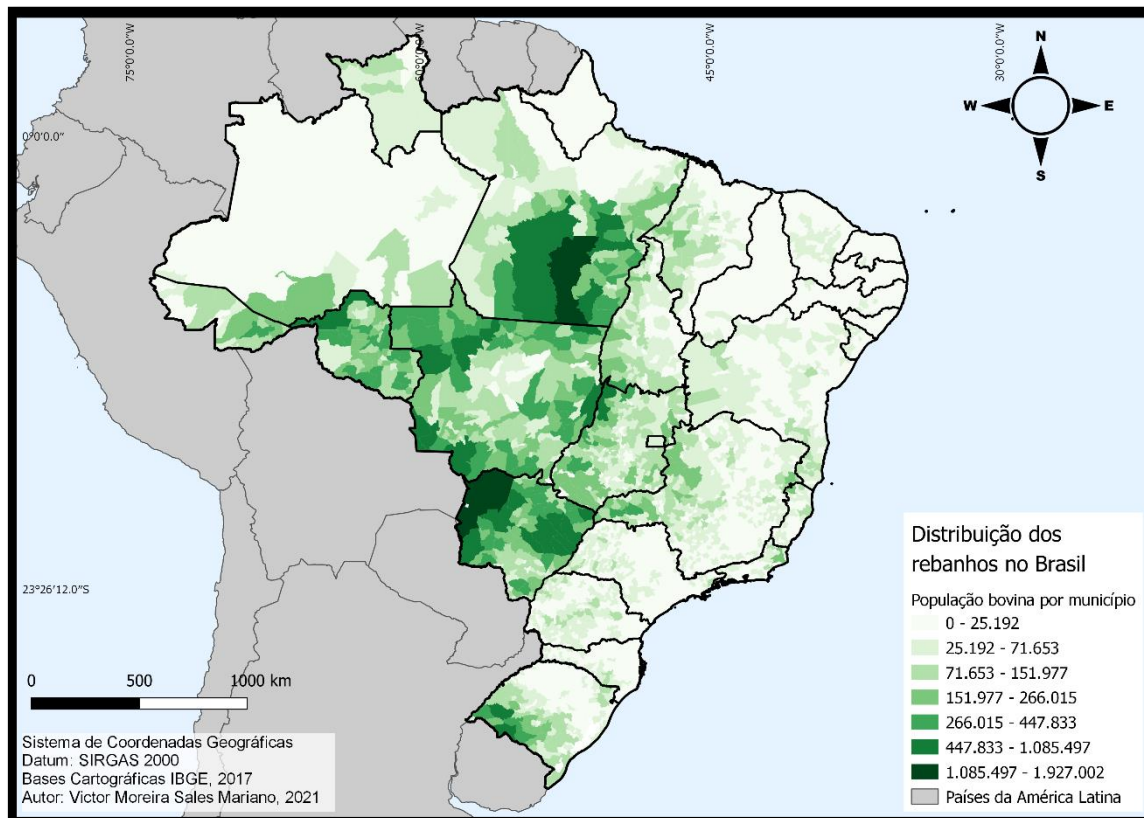 75°0'0.0"W
60°0'0.0"W
45°0'0.0"W
30°0'0.0"W
N
W
E
S
0°0'0.0"
23°26'12.0"S
0
500
1000 km
Sistema de Coordenadas Geográficas
Datum: SIRGAS 2000
Bases Cartográficas IBGE, 2017
Autor: Victor Moreira Sales Mariano, 2021
Distribuição dos
rebanhos no Brasil
População bovina por município
0 - 25.192
25.192 - 71.653
71.653 - 151.977
151.977 - 266.015
266.015 - 447.833
447.833 - 1.085.497
1.085.497 - 1.927.002
Países da América Latina